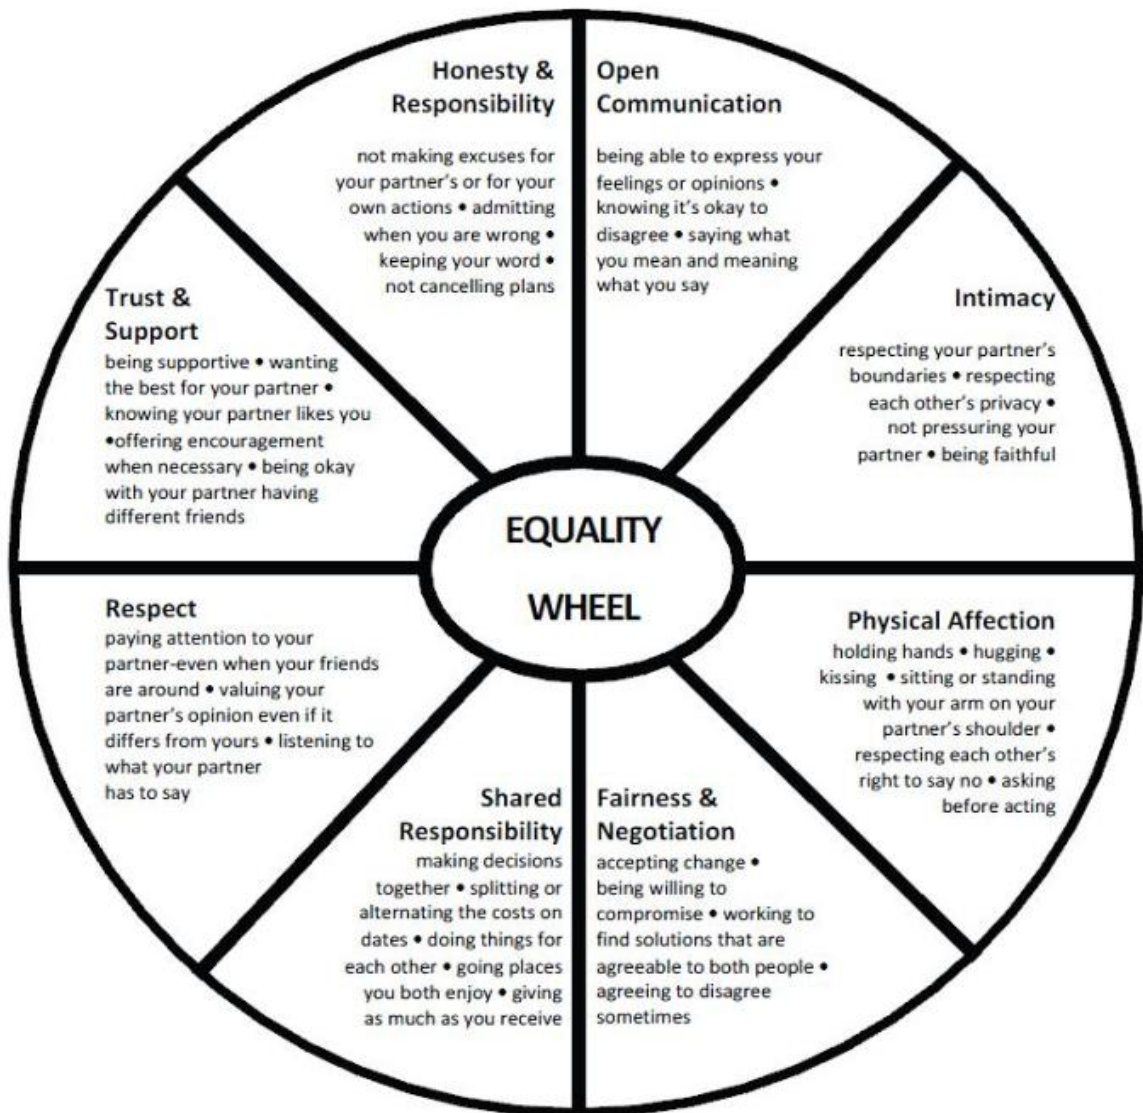 Honesty &
Responsibility
not making excuses for
your partner's or for your
own actions • admitting
when you are wrong •
keeping your word •
not cancelling plans
Open
Communication
being able to express your
feelings or opinions •
knowing it's okay to
disagree • saying what
you mean and meaning
what you say
Intimacy
respecting your partner's
boundaries • respecting
each other's privacy •
not pressuring your
partner • being faithful
Physical Affection
holding hands • hugging •
kissing • sitting or standing
with your arm on your
partner's shoulder •
respecting each other's
right to say no • asking
before acting
Fairness &
Negotiation
accepting change •
being willing to
compromise • working to
find solutions that are
agreeable to both people •
agreeing to disagree
sometimes
Shared
Responsibility
making decisions
together • splitting or
alternating the costs on
dates • doing things for
each other • going places
you both enjoy • giving
as much as you receive
Respect
paying attention to your
partner-even when your friends
are around • valuing your
partner's opinion even if it
differs from yours • listening to
what your partner
has to say
Trust &
Support
being supportive • wanting
the best for your partner •
knowing your partner likes you
•offering encouragement
when necessary • being okay
with your partner having
different friends
EQUALITY
WHEEL